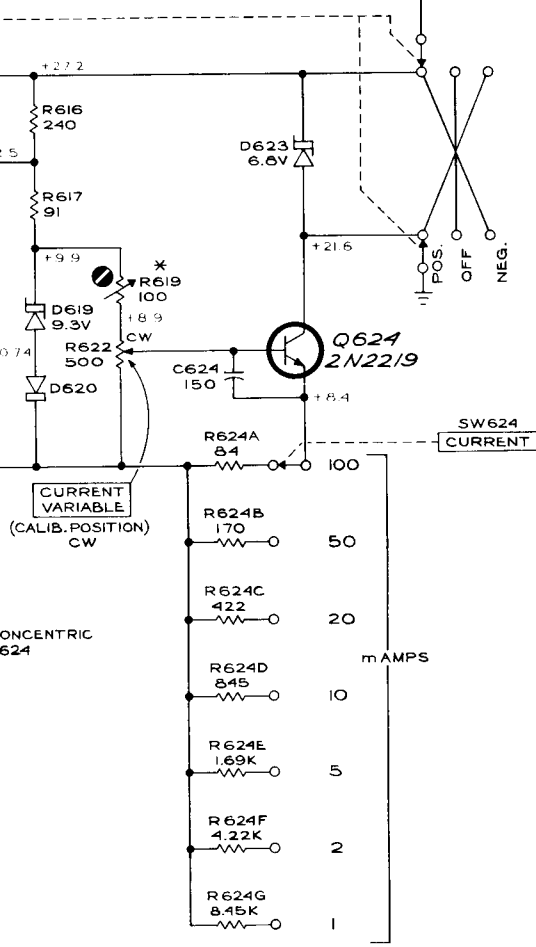 +27.2
R616
240
D623
6.8V
2.5
R617
91
+21.6
POS.
OFF
NEG.
+9.9
*
R619
100
D619
9.3V
+8.9
CW
R622
500
0.74
D620
C624
150
Q624
2N2219
+8.4
SW624
CURRENT
R624A
84
100
CURRENT
VARIABLE
(CALIB. POSITION)
CW
R624B
170
50
R624C
422
20
ONCENTRIC
624
mAMPS
R624D
845
10
R624E
1.69K
5
R624F
4.22K
2
R624G
8.45K
1